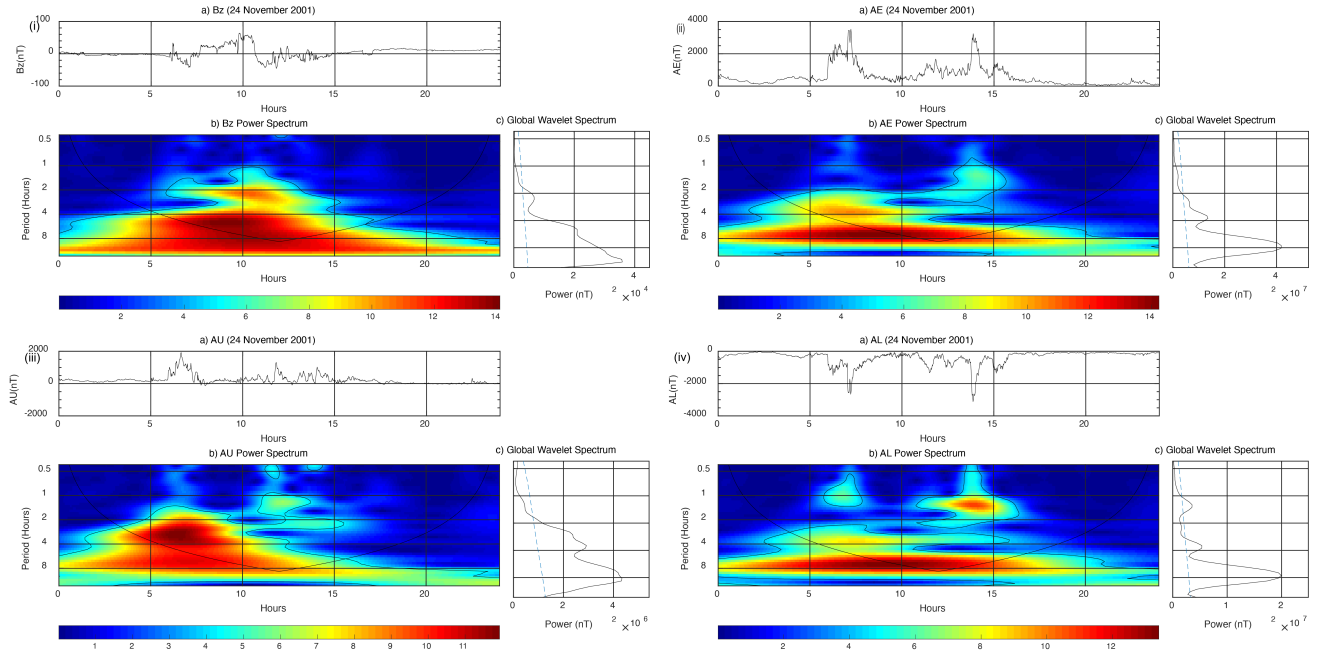 (i)
a) Bz (24 November 2001)
Bz(nT)
100
0
-100
0 5 10 15 20
Hours
b) Bz Power Spectrum
Period (Hours)
0.5
1
2
4
8
0 5 10 15 20
Hours
c) Global Wavelet Spectrum
0 2 4
Power (nT) 2 × 10 4
2 4 6 8 10 12 14
(ii)
a) AE (24 November 2001)
AE(nT)
4000
2000
0
0 5 10 15 20
Hours
b) AE Power Spectrum
Period (Hours)
0.5
1
2
4
8
0 5 10 15 20
Hours
c) Global Wavelet Spectrum
0 2 4
Power (nT) 2 × 10 7
2 4 6 8 10 12 14
(iii)
a) AU (24 November 2001)
AU(nT)
2000
0
-2000
0 5 10 15 20
Hours
b) AU Power Spectrum
Period (Hours)
0.5
1
2
4
8
0 5 10 15 20
Hours
c) Global Wavelet Spectrum
0 2 4
Power (nT) 2 × 10 6
1 2 3 4 5 6 7 8 9 10 11
(iv)
a) AL (24 November 2001)
AL(nT)
0
-2000
-4000
0 5 10 15 20
Hours
b) AL Power Spectrum
Period (Hours)
0.5
1
2
4
8
0 5 10 15 20
Hours
c) Global Wavelet Spectrum
0 1 2
Power (nT) 2 × 10 7
2 4 6 8 10 12